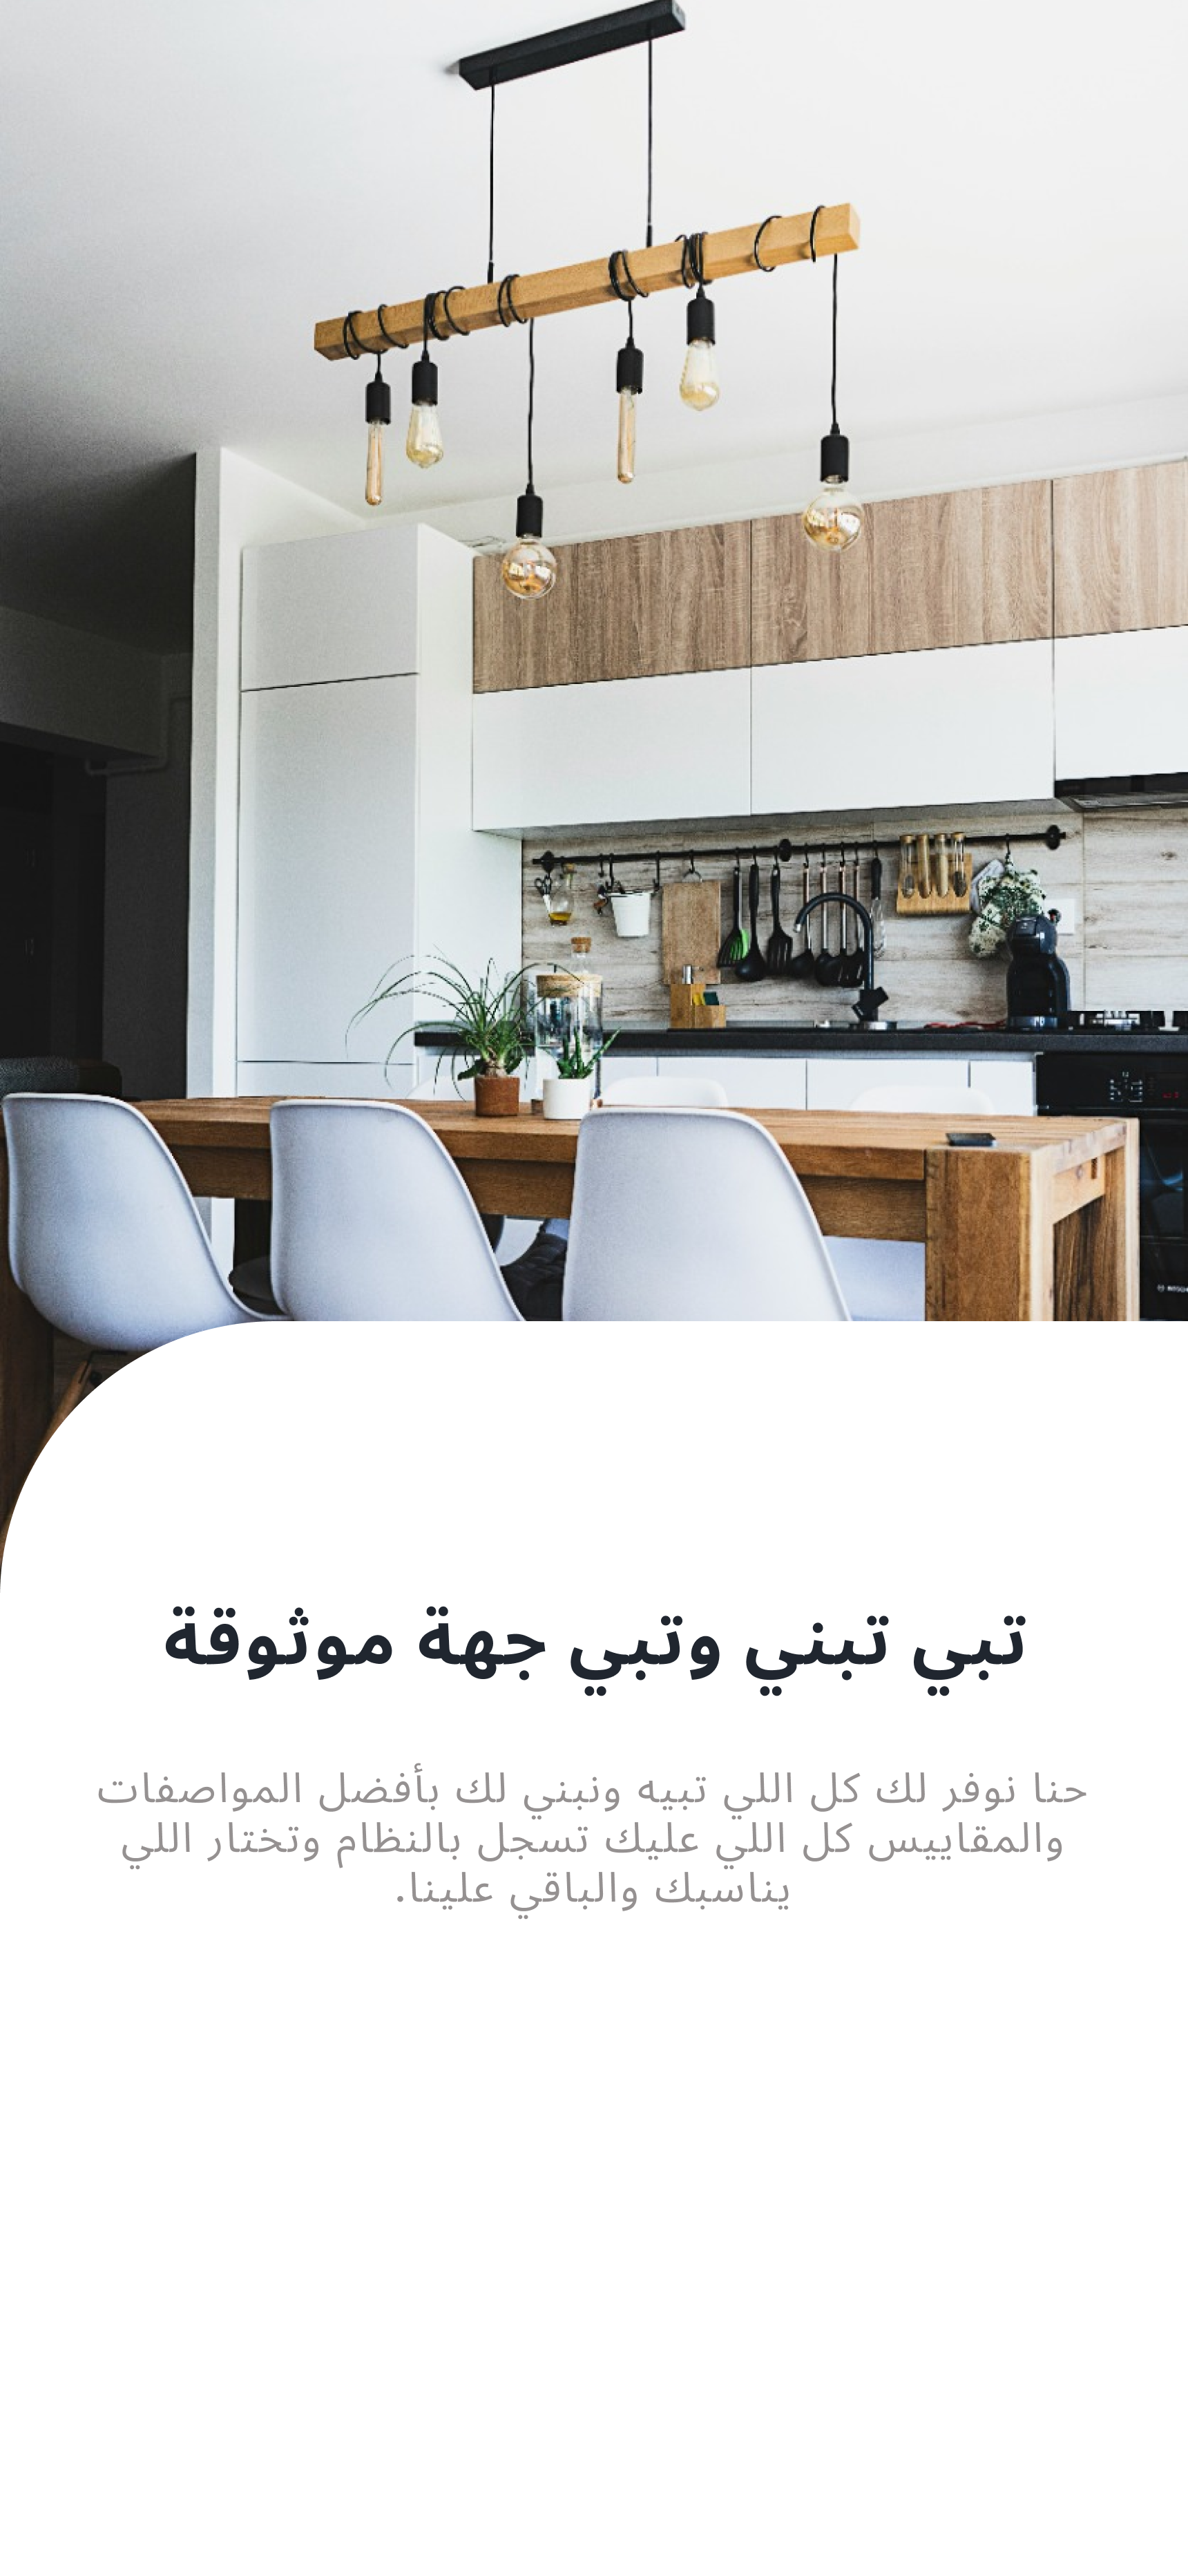 تبي تبني وتبي جهة موثوقة
حنا نوفر لك كل اللي تبيه ونبني لك بأفضل المواصفات
والمقاييس كل اللي عليك تسجل بالنظام وتختار اللي
يناسبك والباقي علينا.